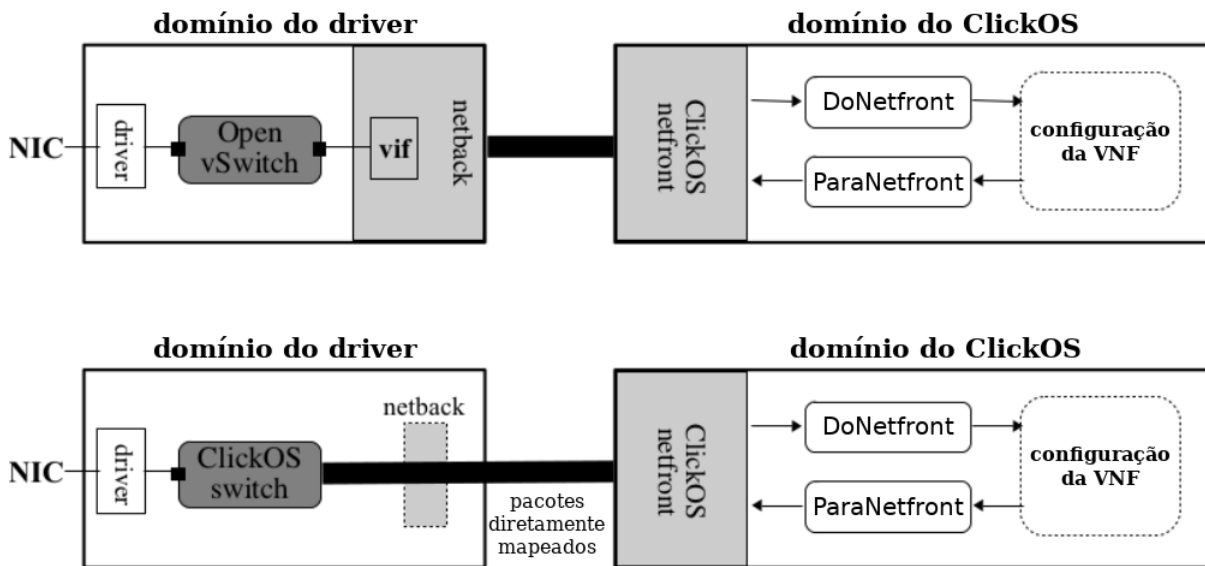 domínio do driver
domínio do ClickOS
NIC
driver
Open
vSwitch
vif
netback
ClickOS
netfront
DoNetfront
ParaNetfront
configuração
da VNF
domínio do driver
domínio do ClickOS
NIC
driver
ClickOS
switch
netback
pacotes
diretamente
mapeados
ClickOS
netfront
DoNetfront
ParaNetfront
configuração
da VNF